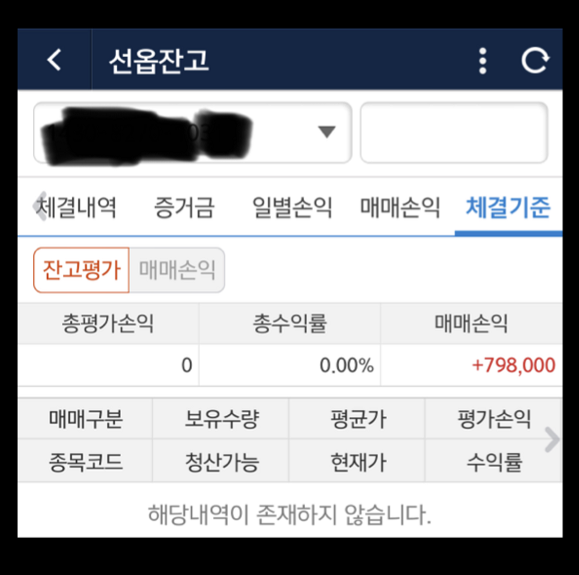 선옵잔고
체결내역 증거금 일별손익 매매손익 체결기준
잔고평가 매매손익
총평가손익 총수익률 매매손익
0 0.00% +798,000
매매구분 보유수량 평균가 평가손익
종목코드 청산가능 현재가 수익률
해당내역이 존재하지 않습니다.